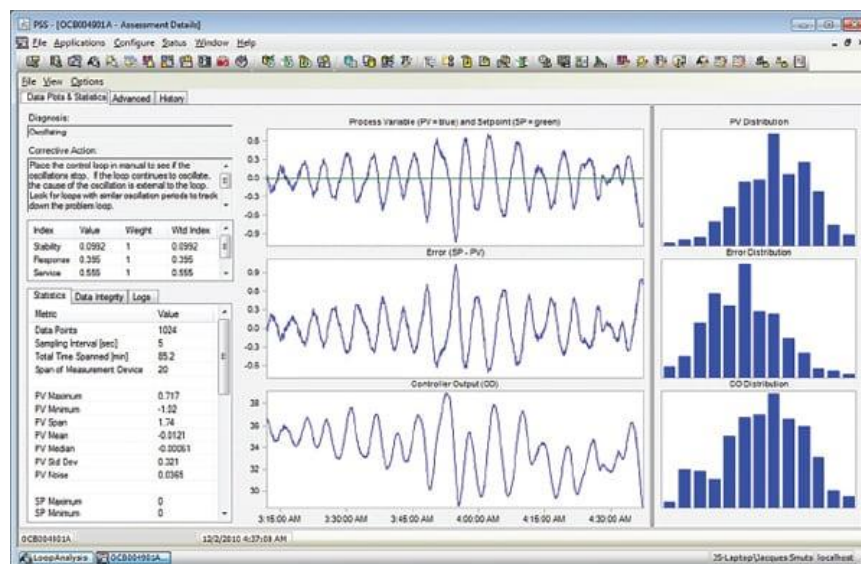 PSS - [OCB004901A - Assessment Details]
File Applications Configure Status Window Help
File View Options
Data Plots & Statistics Advanced History
Diagnosis:
Oscillating
Corrective Action:
Place the control loop in manual to see if the
oscillations stop. If the loop continues to oscillate,
the cause of the oscillation is external to the loop.
Look for loops with similar oscillation periods to track
down the problem loop.
Index Value Weight Wtd Index
Stability 0.0992 1 0.0992
Response 0.395 1 0.395
Service 0.555 1 0.555
Statistics Data Integrity Logs
Metric Value
Data Points 1024
Sampling Interval [sec] 5
Total Time Spanned [min] 85.2
Span of Measurement Device 20
PV Maximum 0.717
PV Minimum -1.02
PV Span 1.74
PV Mean -0.0121
PV Median -0.00061
PV Std Dev 0.321
PV Noise 0.0365
SP Maximum 0
SP Minimum 0
Process Variable (PV = blue) and Setpoint (SP = green)
0.6
0.3
0.0
-0.3
-0.6
-0.9
Error (SP - PV)
0.9
0.6
0.3
0.0
-0.3
-0.6
Controller Output (CO)
38
36
34
32
30
3:15:00 AM 3:30:00 AM 3:45:00 AM 4:00:00 AM 4:15:00 AM 4:30:00 AM
PV Distribution
Error Distribution
CO Distribution
OCB004901A 12/2/2010 4:37:09 AM
LoopAnalysis OCB004901A... JS-Laptop\Jacques Smuts localhost